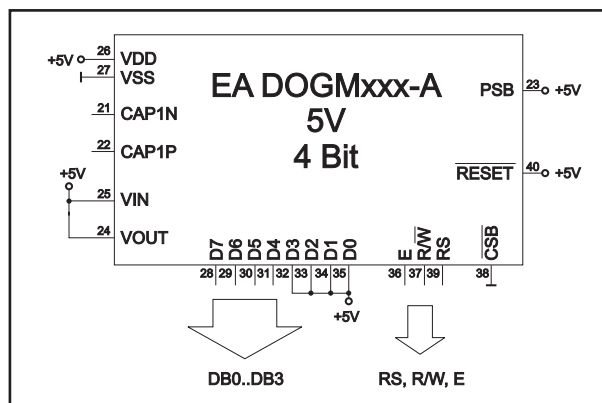 EA DOGMxxx-A
5V
4 Bit
+5V 26 VDD
27 VSS
21 CAP1N
22 CAP1P
+5V
25 VIN
24 VOUT
PSB 23 +5V
RESET 40 +5V
D7 D6 D5 D4 D3 D2 D1 D0 E R/W RS CSB
28 29 30 31 32 33 34 35 36 37 39 38
+5V
DB0..DB3 RS, R/W, E